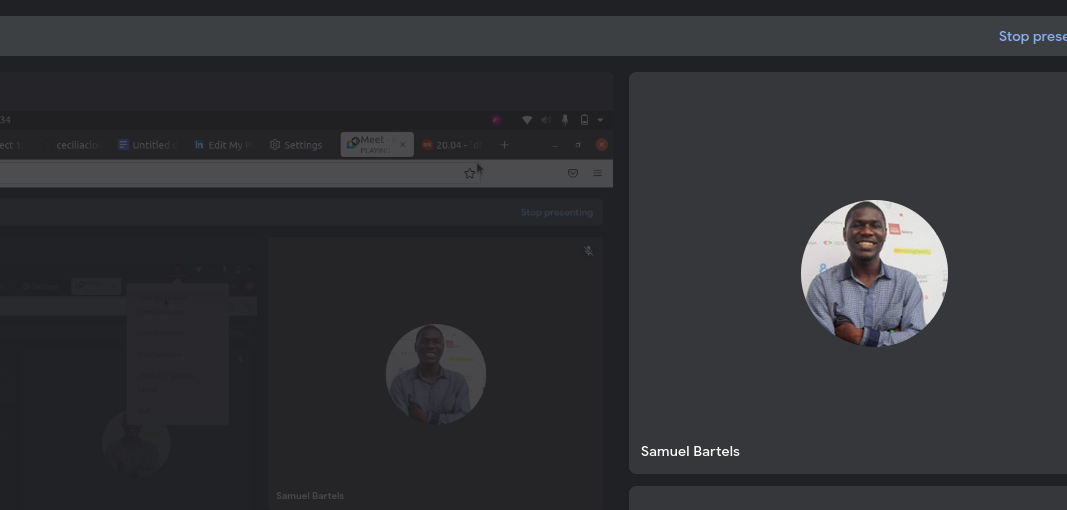 Stop prese
34
ect 1:
ceciliacio
Untitled
Edit My P
Settings
Meet -
PLAYING
20.04 - `d
Stop presenting
Samuel Bartels
Samuel Bartels